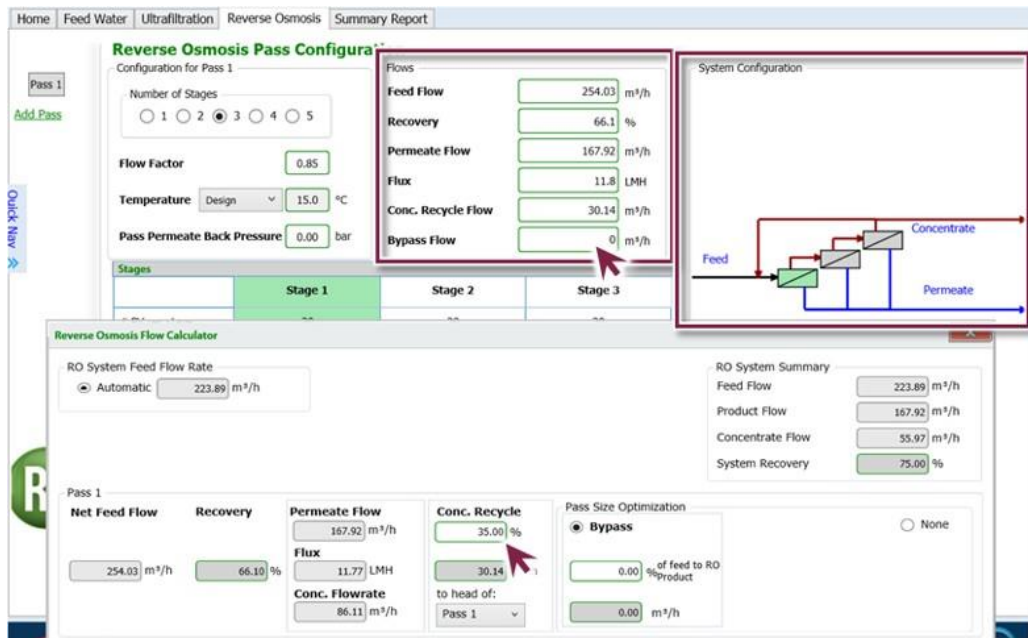 Home Feed Water Ultrafiltration Reverse Osmosis Summary Report
Pass 1
Add Pass
Quick Nav
Reverse Osmosis Pass Configura
Configuration for Pass 1
Number of Stages
1 2 3 4 5
Flow Factor 0.85
Temperature Design 15.0 °C
Pass Permeate Back Pressure 0.00 bar
Flows
Feed Flow 254.03 m³/h
Recovery 66.1 %
Permeate Flow 167.92 m³/h
Flux 11.8 LMH
Conc. Recycle Flow 30.14 m³/h
Bypass Flow 0 m³/h
System Configuration
Concentrate
Feed
Permeate
Stages
Stage 1 Stage 2 Stage 3
Reverse Osmosis Flow Calculator
RO System Feed Flow Rate
Automatic 223.89 m³/h
RO System Summary
Feed Flow 223.89 m³/h
Product Flow 167.92 m³/h
Concentrate Flow 55.97 m³/h
System Recovery 75.00 %
Pass 1
Net Feed Flow Recovery Permeate Flow Conc. Recycle
167.92 m³/h 35.00 %
Flux
254.03 m³/h 66.10 % 11.77 LMH 30.14
Conc. Flowrate to head of:
86.11 m³/h Pass 1
Pass Size Optimization
Bypass None
0.00 % of feed to RO
Product
0.00 m³/h
R